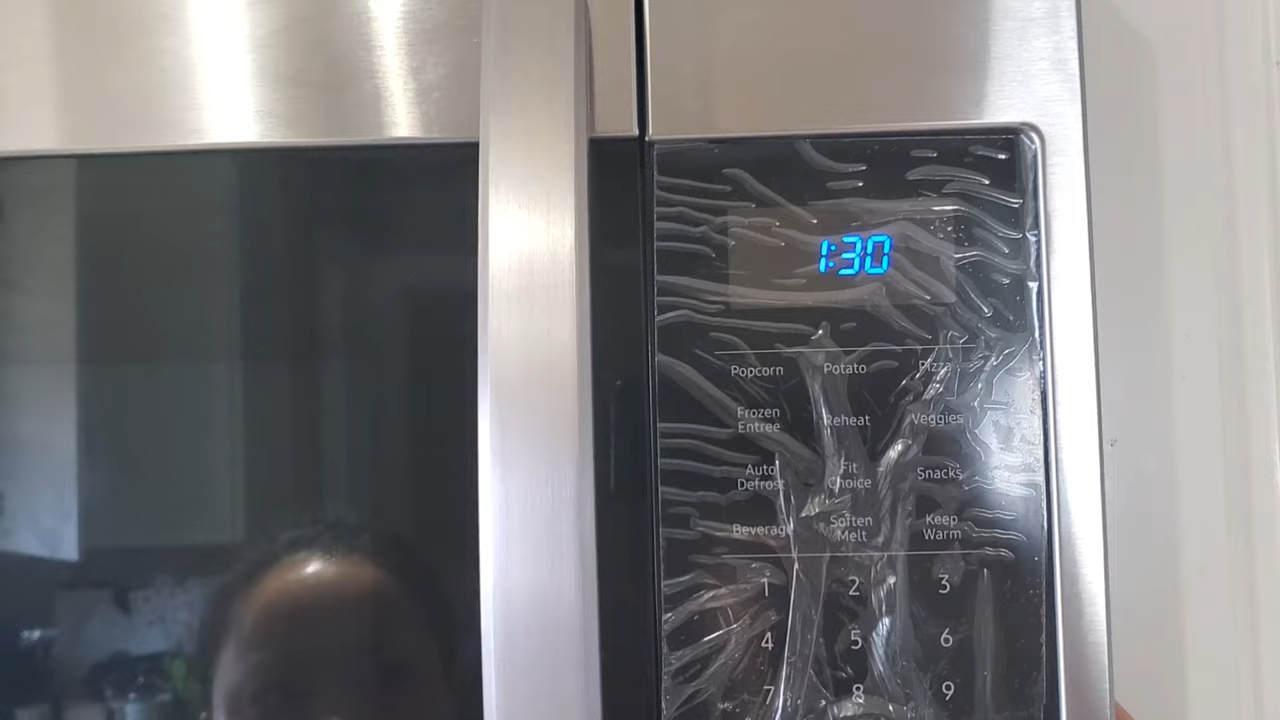 1:30
Popcorn Potato Pizza
Frozen Entree Reheat Veggies
Auto Defrost Fit Choice Snacks
Beverage Soften Melt Keep Warm
1 2 3
4 5 6
7 8 9